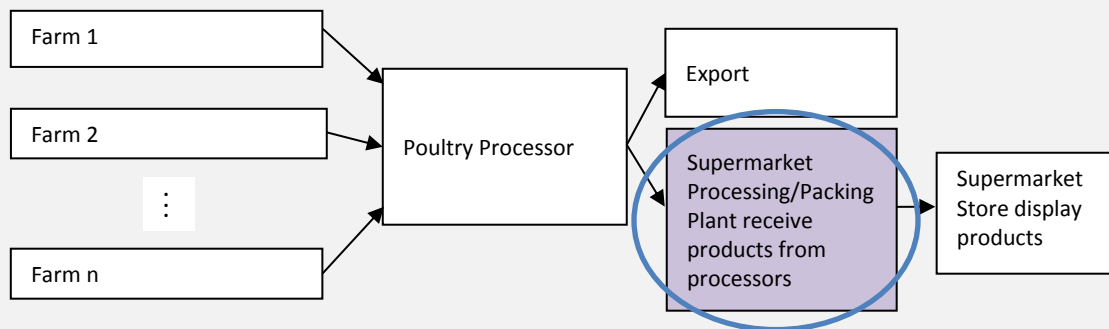 Farm 1
Farm 2
⋮
Farm n
Poultry Processor
Export
Supermarket
Processing/Packing
Plant receive
products from
processors
Supermarket
Store display
products